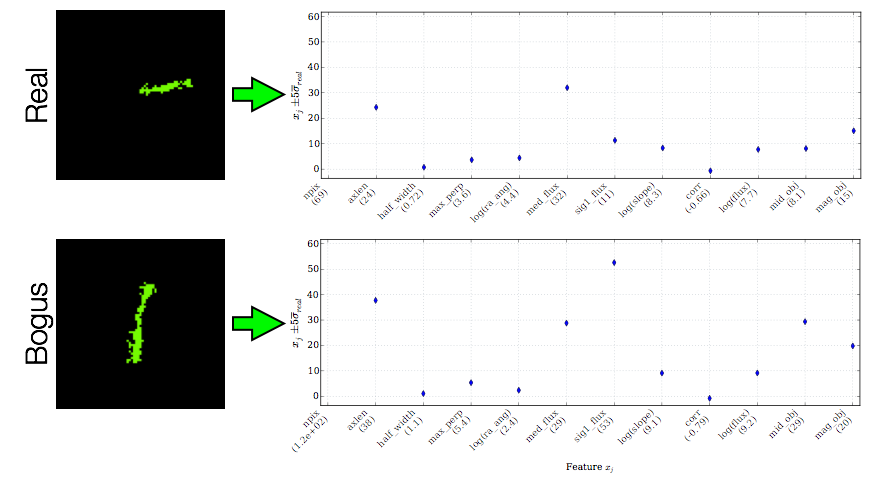 Real
60
50
40
30
20
10
0
x_j ±5σ̅_real
npix
(69)
axlen
(24)
half_width
(0.72)
max_perp
(3.6)
log(ra_ang)
(4.4)
med_flux
(32)
sig1_flux
(11)
log(slope)
(8.3)
corr
(-0.66)
log(flux)
(7.7)
mid_obj
(8.1)
mag_obj
(15)
Bogus
60
50
40
30
20
10
0
x_j ±5σ̅_real
npix
(1.2e+02)
axlen
(38)
half_width
(1.1)
max_perp
(5.4)
log(ra_ang)
(2.4)
med_flux
(29)
sig1_flux
(53)
log(slope)
(9.1)
corr
(-0.79)
log(flux)
(9.2)
mid_obj
(29)
mag_obj
(20)
Feature x_j